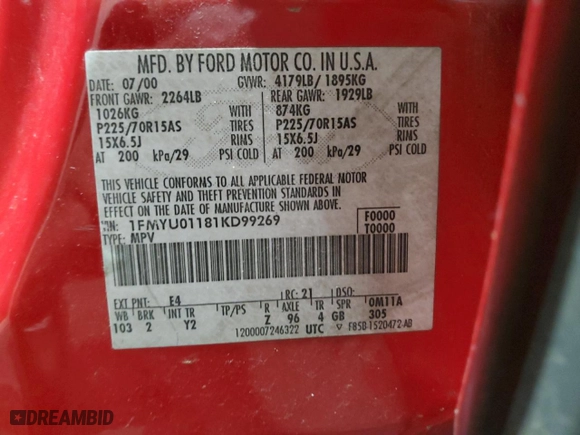 MFD. BY FORD MOTOR CO. IN U.S.A.
DATE: 07/00 GVWR: 4179LB/ 1895KG
FRONT GAWR: 2264LB REAR GAWR: 1929LB
1026KG WITH 874KG WITH
P225/70R15AS TIRES P225/70R15AS TIRES
15X6.5J RIMS 15X6.5J RIMS
AT 200 kPa/29 PSI COLD AT 200 kPa/29 PSI COLD
THIS VEHICLE CONFORMS TO ALL APPLICABLE FEDERAL MOTOR
VEHICLE SAFETY AND THEFT PREVENTION STANDARDS IN
EFFECT ON THE DATE OF MANUFACTURE SHOWN ABOVE.
VIN: 1FMYU01181KD99269 F0000
TYPE: MPV T0000
EXT PNT: E4 RC: 21 DSO:
WB BRK INT TR TP/PS R AXLE TR SPR 0M11A
103 2 Y2 Z 96 4 GB 305
1200007246322 UTC F85B-1520472-AB
DREAMBID